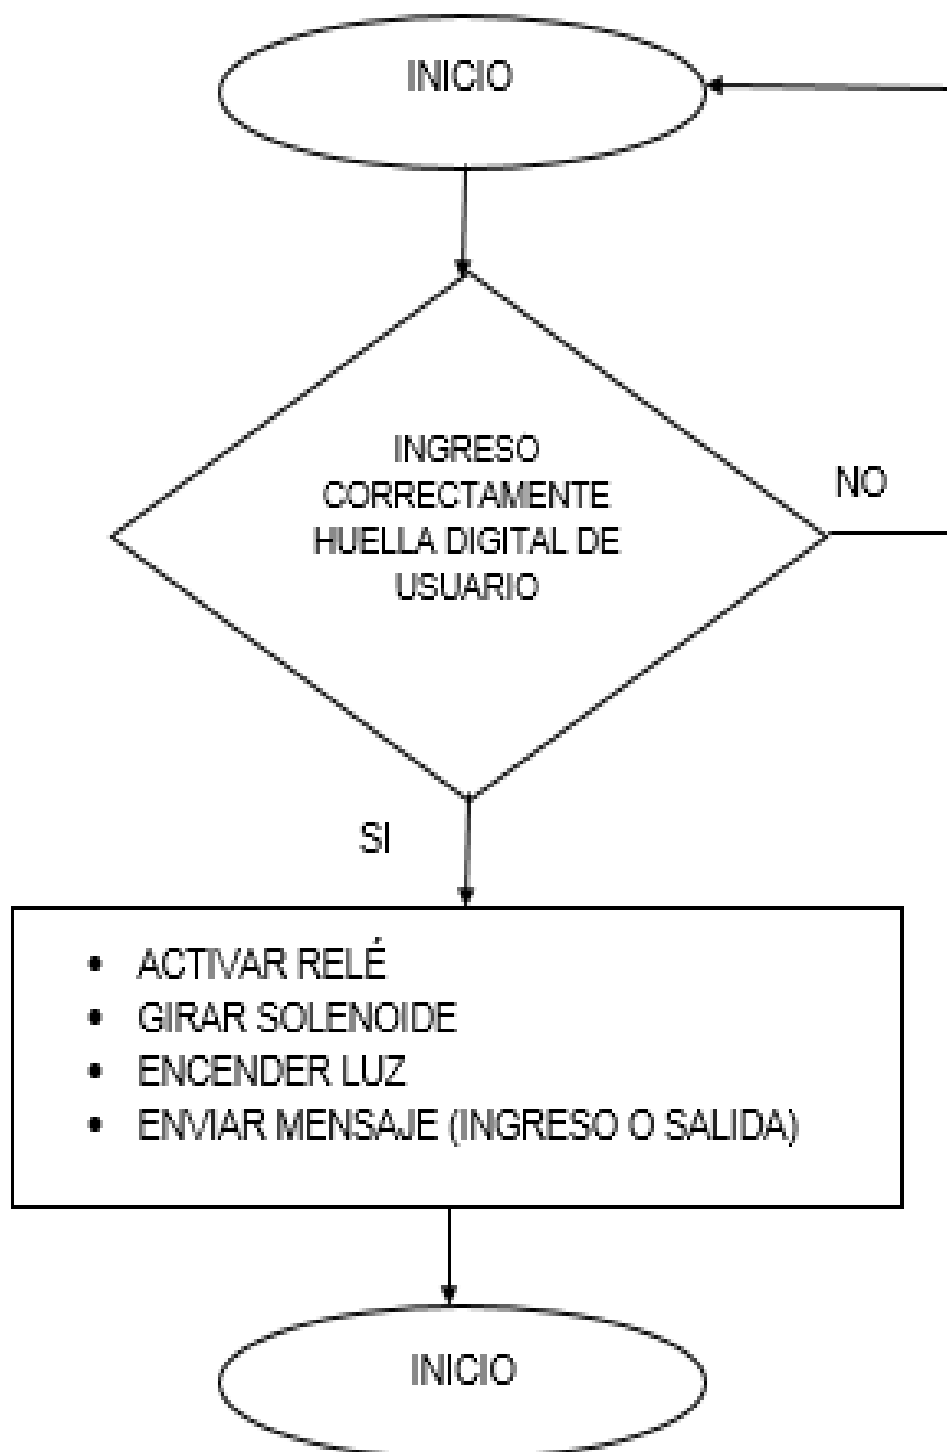 INICIO
INGRESO
CORRECTAMENTE
HUELLA DIGITAL DE
USUARIO
NO
SI
• ACTIVAR RELÉ
• GIRAR SOLENOIDE
• ENCENDER LUZ
• ENVIAR MENSAJE (INGRESO O SALIDA)
INICIO